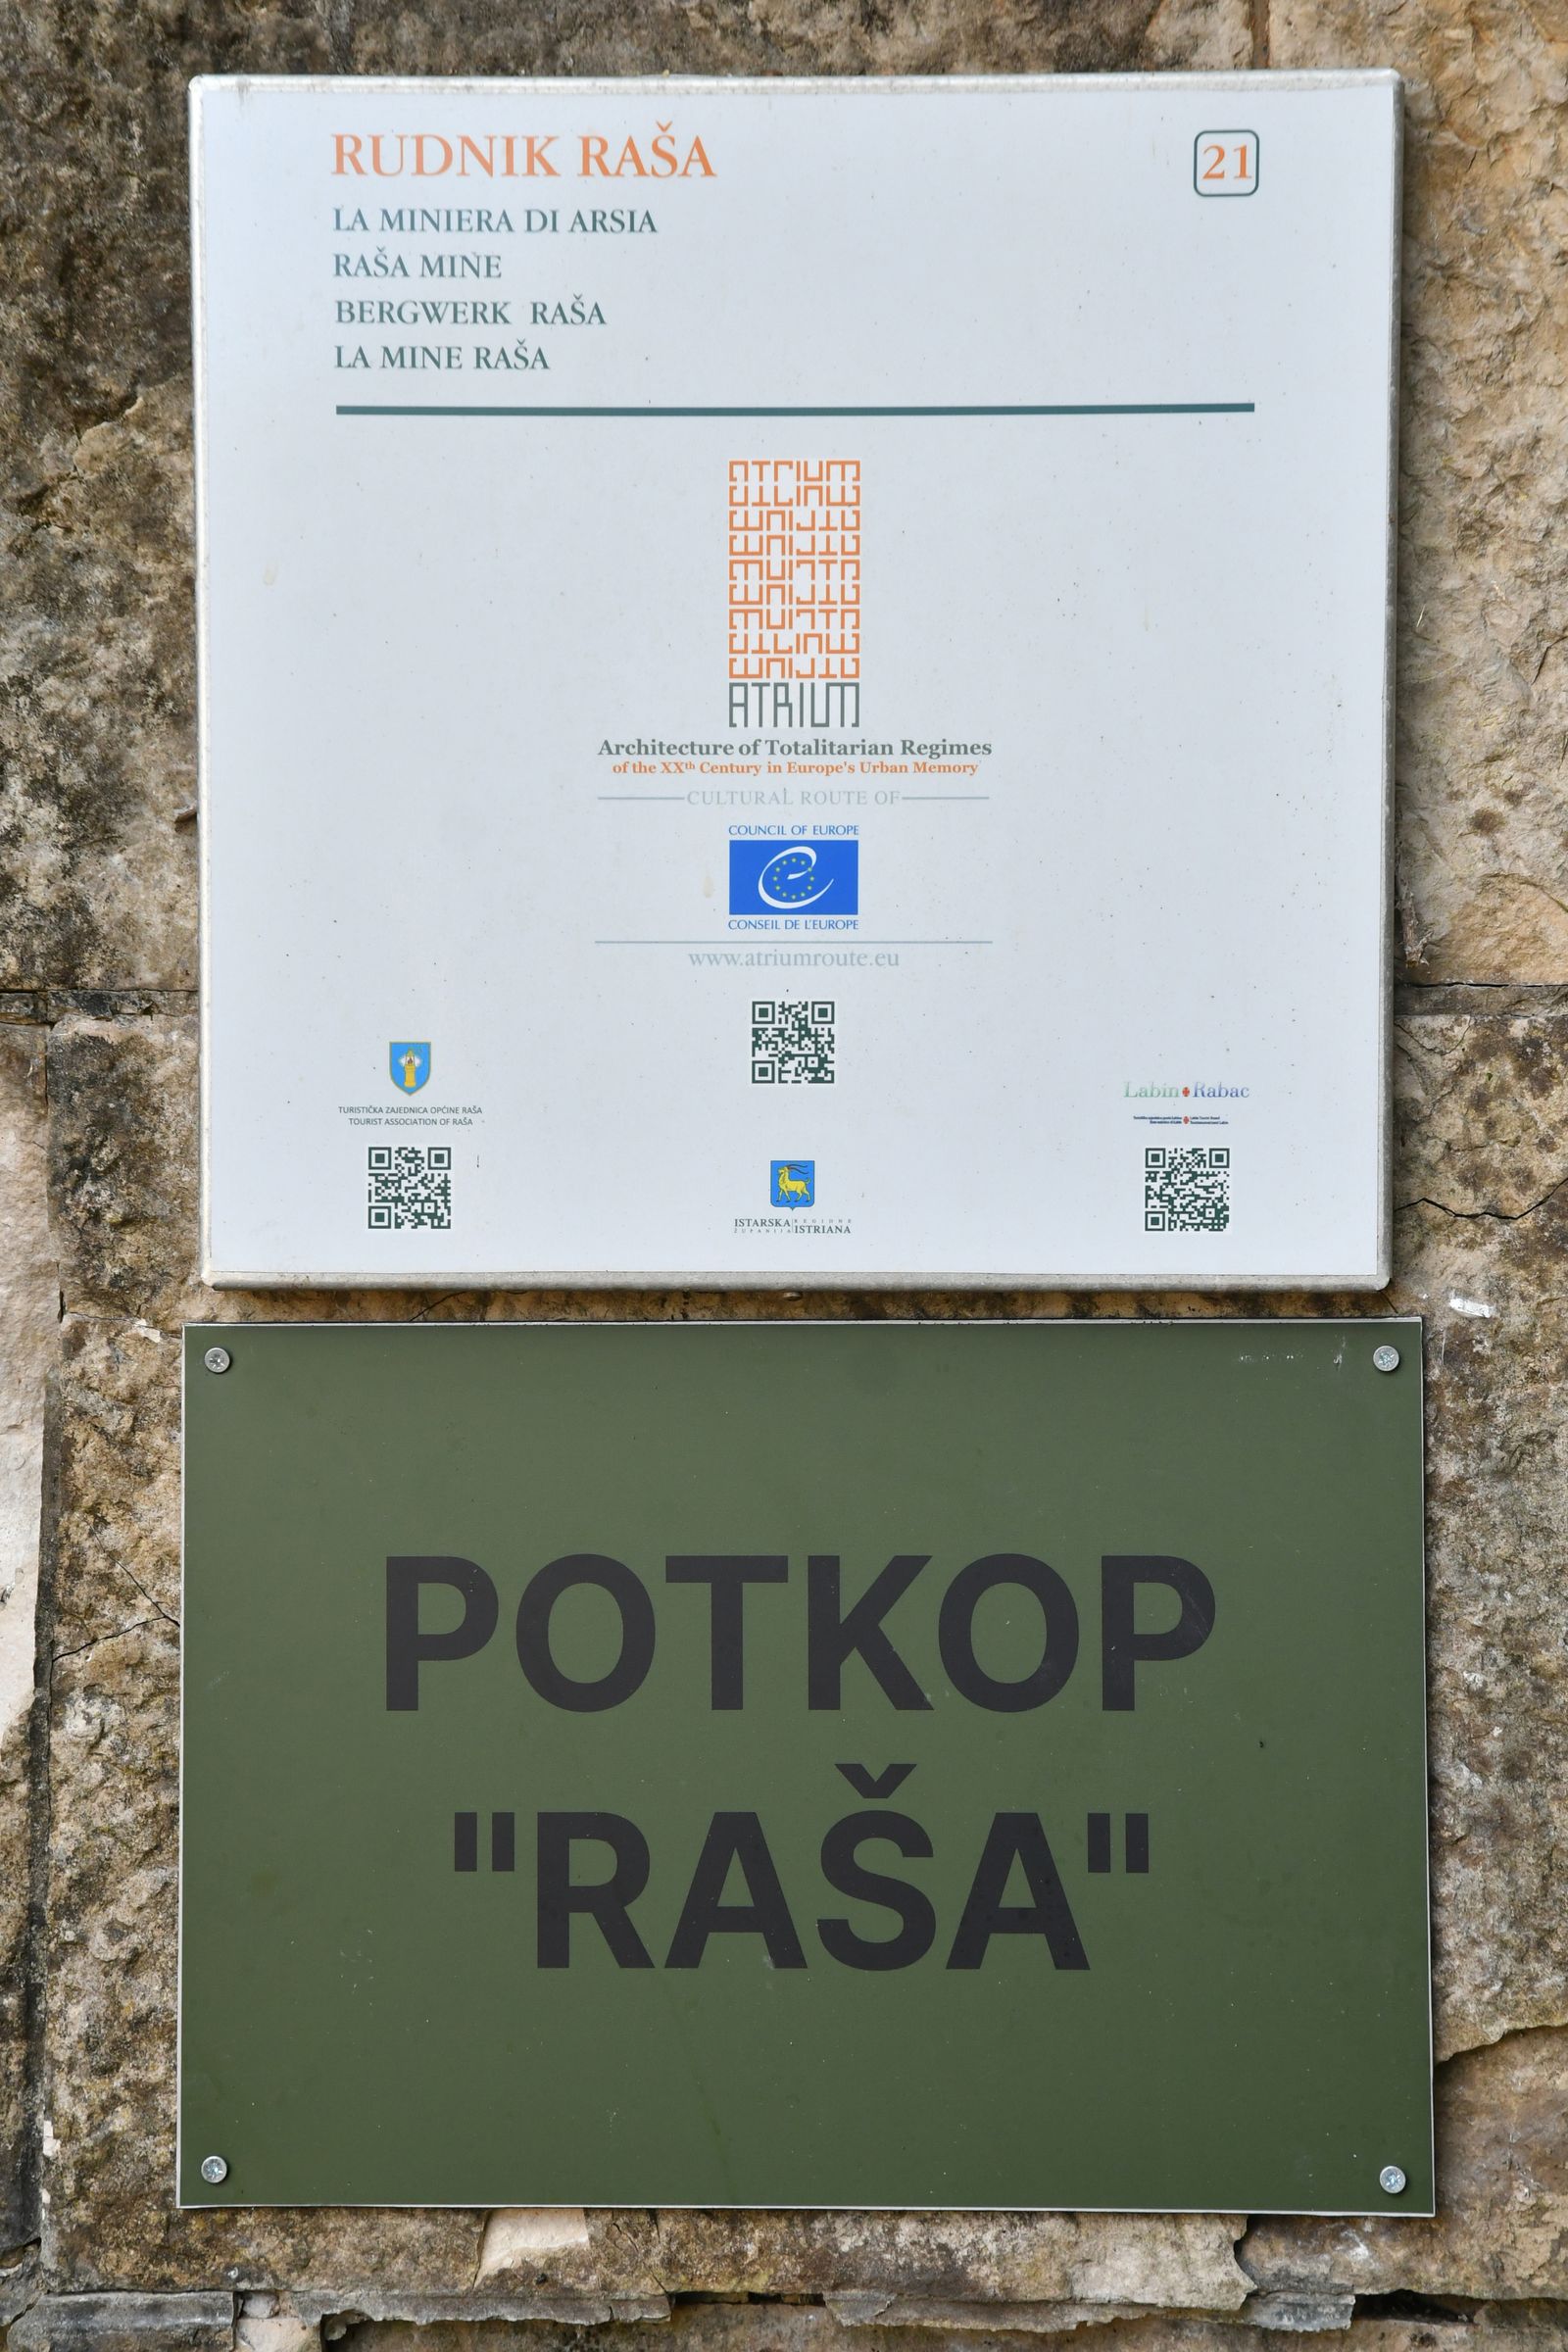 RUDNIK RAŠA
21
LA MINIERA DI ARSIA
RAŠA MINE
BERGWERK RAŠA
LA MINE RAŠA
ATRIUM
Architecture of Totalitarian Regimes
of the XXth Century in Europe's Urban Memory
CULTURAL ROUTE OF
COUNCIL OF EUROPE
CONSEIL DE L'EUROPE
www.atriumroute.eu
TURISTIČKA ZAJEDNICA OPĆINE RAŠA
TOURIST ASSOCIATION OF RAŠA
Labin Rabac
ISTARSKA REGIONE
ŽUPANIJA ISTRIANA
POTKOP
"RAŠA"